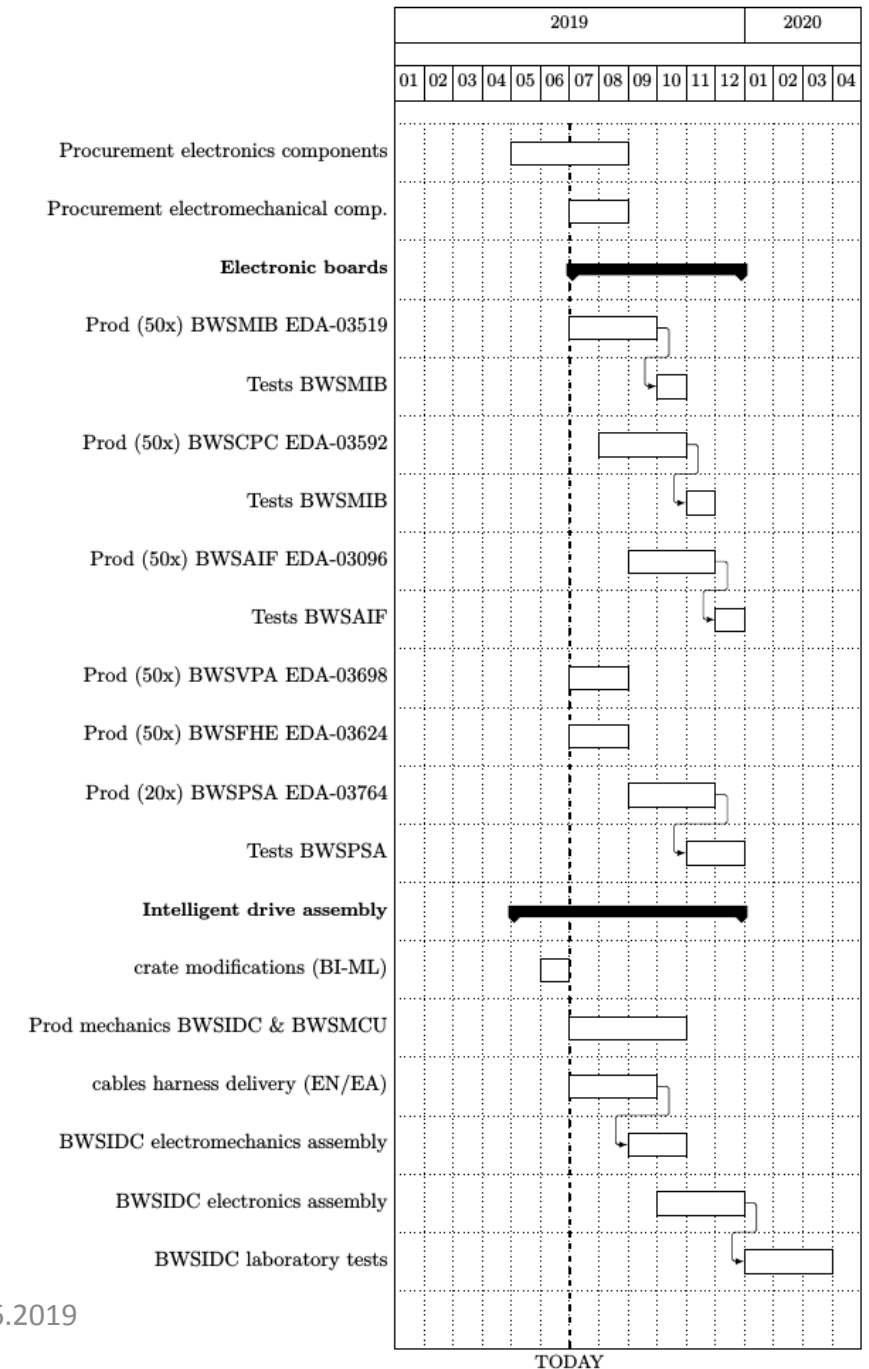 2019 2020
01 02 03 04 05 06 07 08 09 10 11 12 01 02 03 04
Procurement electronics components
Procurement electromechanical comp.
Electronic boards
Prod (50x) BWSMIB EDA-03519
Tests BWSMIB
Prod (50x) BWSCPC EDA-03592
Tests BWSMIB
Prod (50x) BWSAIF EDA-03096
Tests BWSAIF
Prod (50x) BWSVPA EDA-03698
Prod (50x) BWSFHE EDA-03624
Prod (20x) BWSPSA EDA-03764
Tests BWSPSA
Intelligent drive assembly
crate modifications (BI-ML)
Prod mechanics BWSIDC & BWSMCU
cables harness delivery (EN/EA)
BWSIDC electromechanics assembly
BWSIDC electronics assembly
BWSIDC laboratory tests
.2019
TODAY